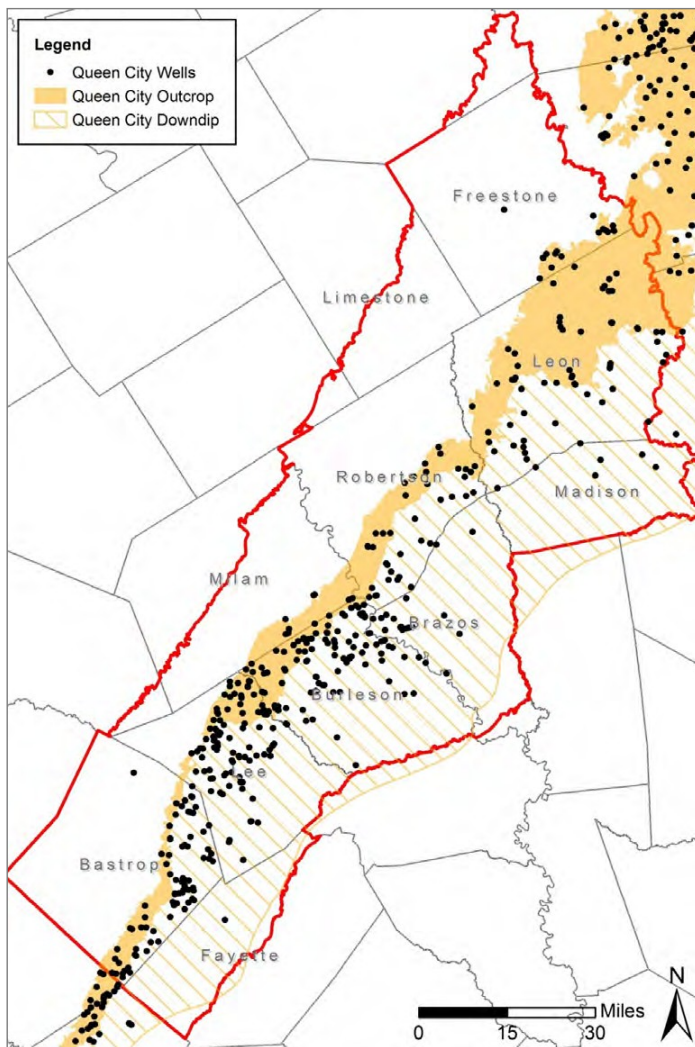 Legend
Queen City Wells
Queen City Outcrop
Queen City Downdip
Freestone
Limestone
Leon
Robertson
Madison
Milam
Brazos
Burleson
Lee
Bastrop
Fayette
N
Miles
0 15 30